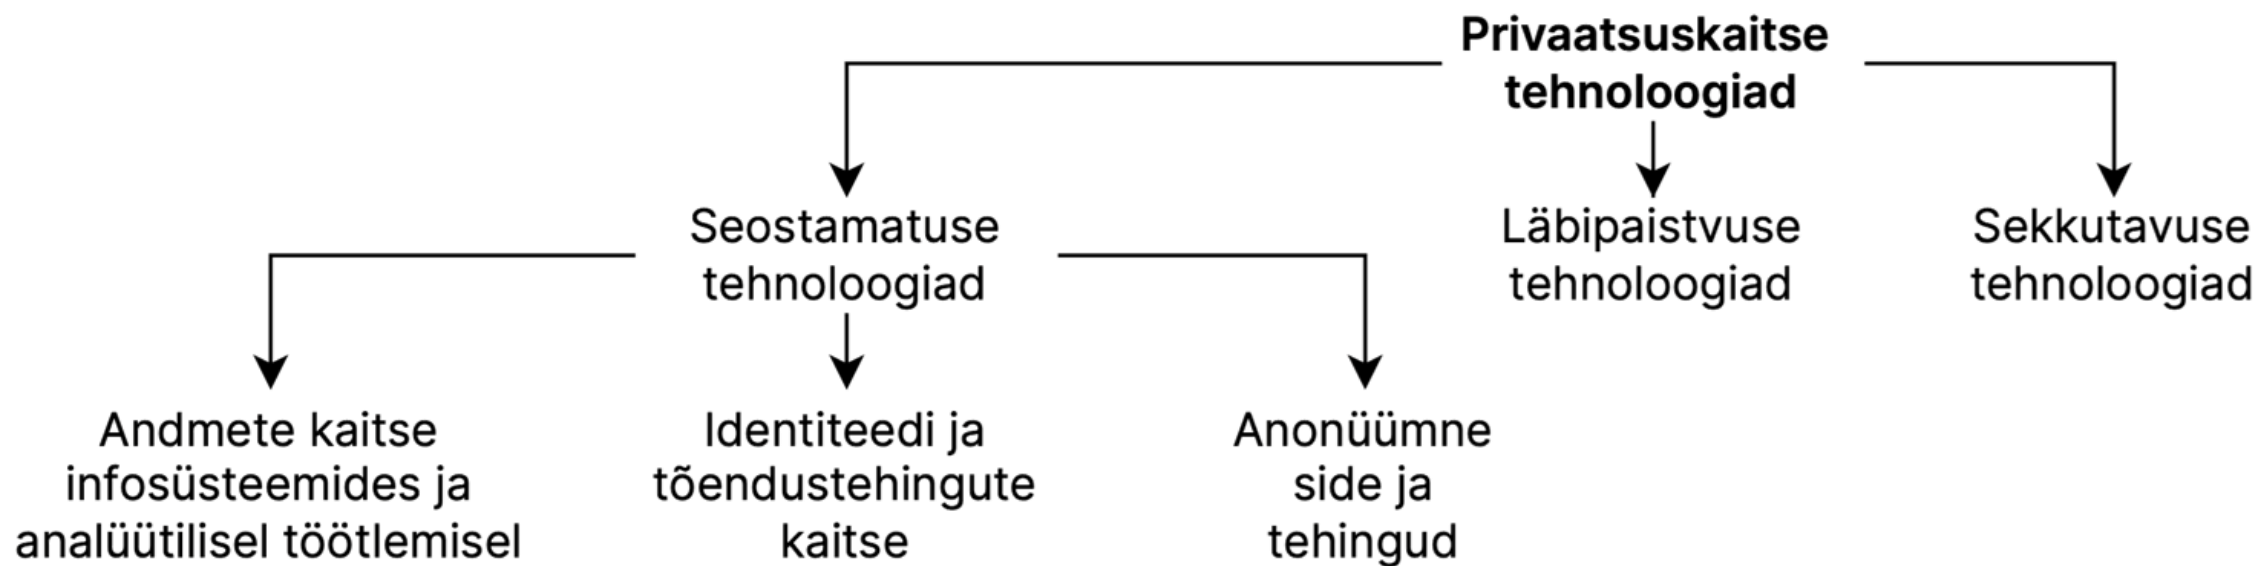 Privaatsuskaitse
tehnoloogiad
Seostamatuse
tehnoloogiad
Läbipaistvuse
tehnoloogiad
Sekkutavuse
tehnoloogiad
Andmete kaitse
infosüsteemides ja
analüütilisel töötlemisel
Identiteedi ja
tõendustehingute
kaitse
Anonüümne
side ja
tehingud